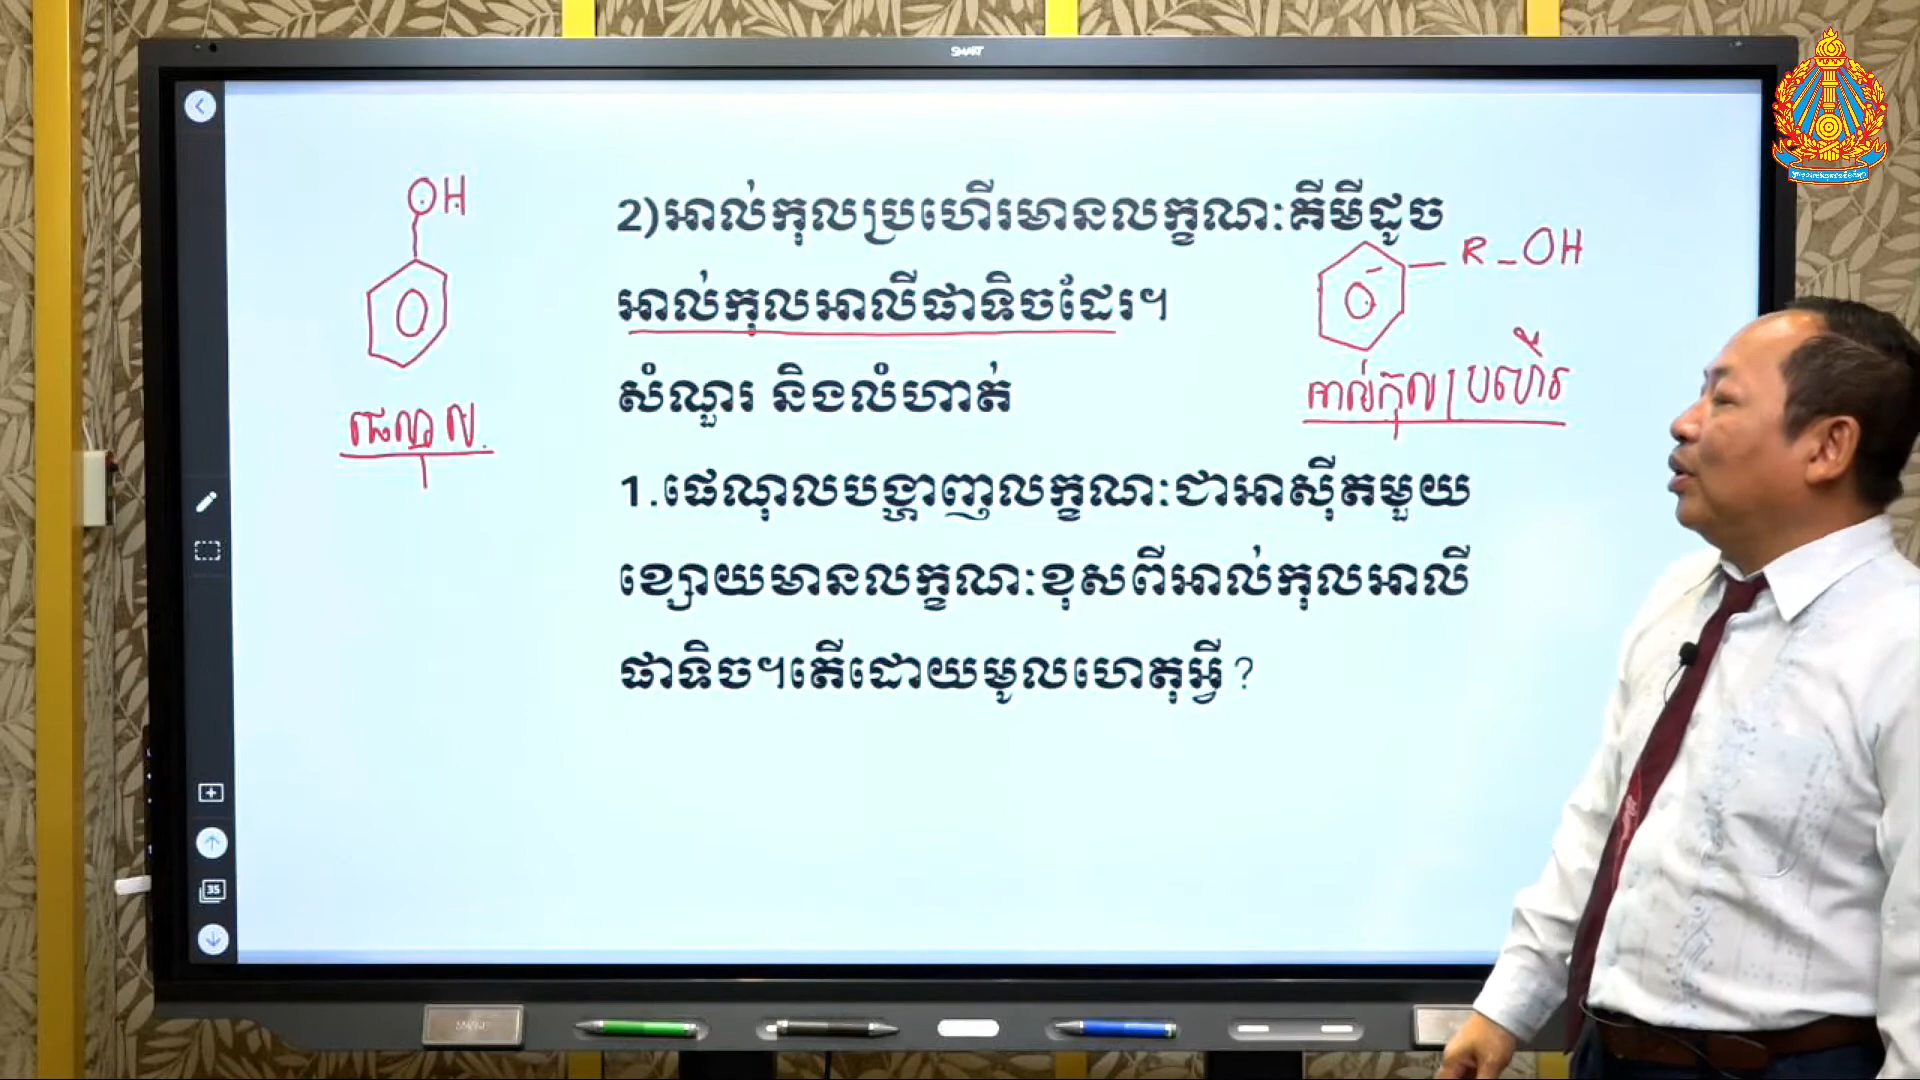 SMART
OH
2)អាល់កុលប្រហើរមានលក្ខណៈគីមីដូច
R-OH
អាល់កុលអាលីផាទិចដែរ។
អាល់កុលប្រហើរ
សំណួរ និងលំហាត់
ផេណុល
1.ផេណុលបង្ហាញលក្ខណៈជាអាស៊ីតមួយ
ខ្សោយមានលក្ខណៈខុសពីអាល់កុលអាលី
ផាទិច។តើដោយមូលហេតុអ្វី?
35
SMART